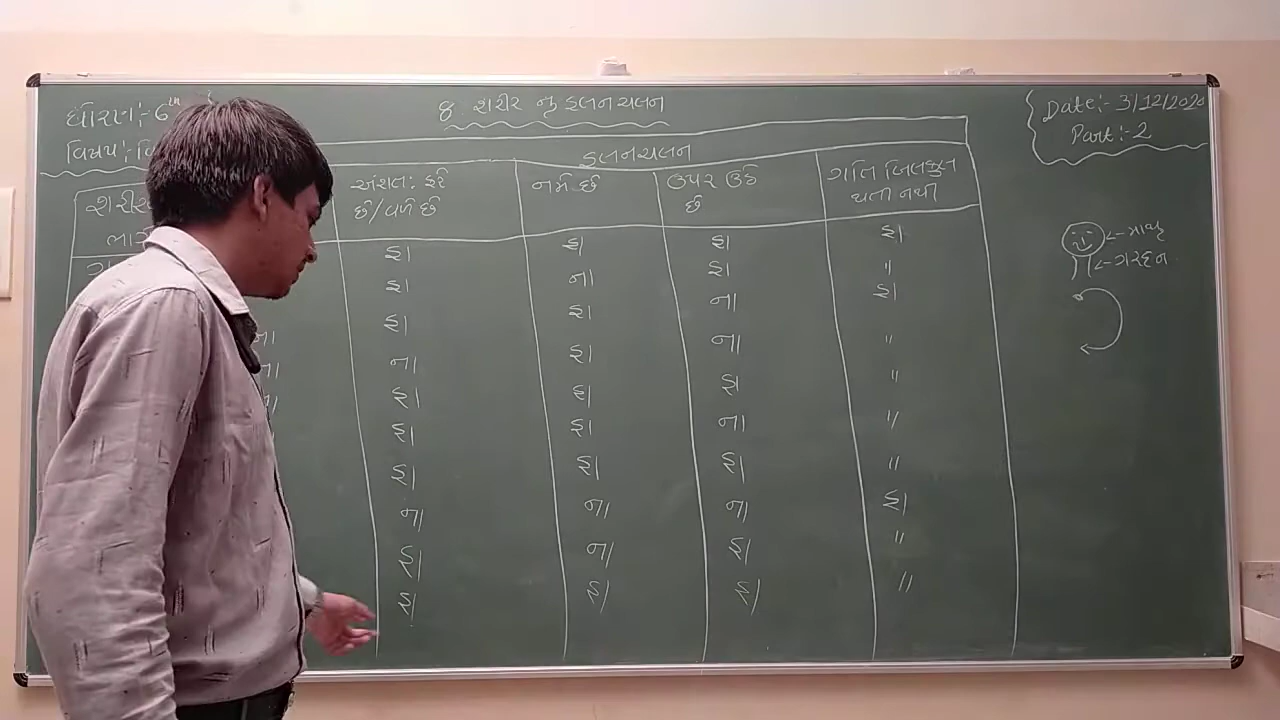 ધોરણ:- 6th
8 શરીર નુ હલનચલન
Date:- 3/12/2020
Part:- 2
વિષય:- વિ
હલનચલન
શરીર
ભાગ
અંશત: ફરે
છે/વળે છે
નમે છે
ઉપર ઉઠે
છે
ગતિ બિલકુલ
થતી નથી
હા હા હા હા
હા ના હા "
ના હા હા ના હા
ના ના હા ના "
ના હા હા હા "
હા હા ના "
હા હા હા "
ના ના ના હા
હા ના હા "
હા હા હા "
માથુ
ગરદન